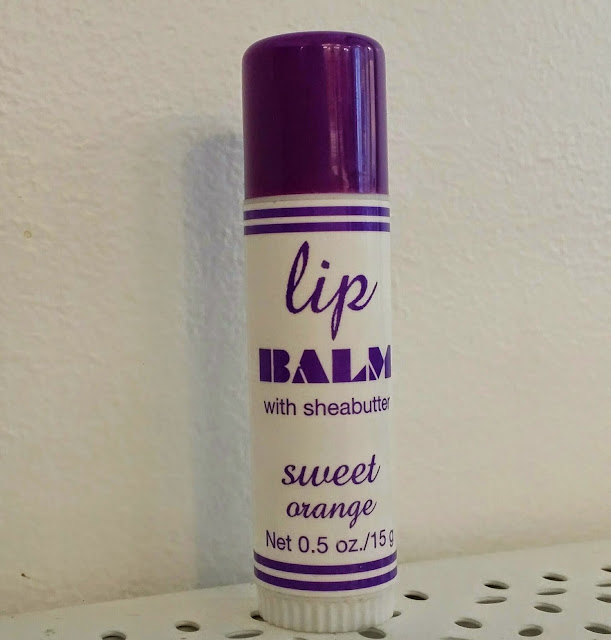 lip
BALM
with sheabutter
sweet
orange
Net 0.5 oz./15 g